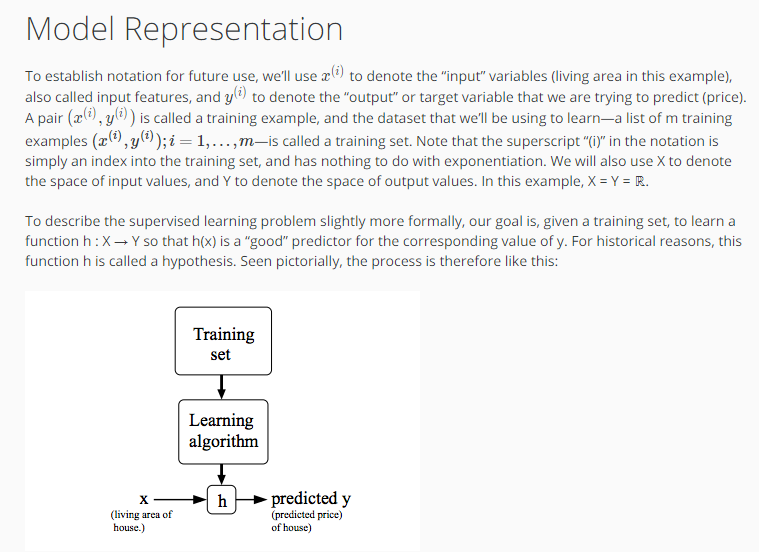 Model Representation
To establish notation for future use, we'll use x⁽ⁱ⁾ to denote the "input" variables (living area in this example),
also called input features, and y⁽ⁱ⁾ to denote the "output" or target variable that we are trying to predict (price).
A pair (x⁽ⁱ⁾, y⁽ⁱ⁾) is called a training example, and the dataset that we'll be using to learn—a list of m training
examples (x⁽ⁱ⁾, y⁽ⁱ⁾); i = 1, . . . , m—is called a training set. Note that the superscript "(i)" in the notation is
simply an index into the training set, and has nothing to do with exponentiation. We will also use X to denote
the space of input values, and Y to denote the space of output values. In this example, X = Y = ℝ.
To describe the supervised learning problem slightly more formally, our goal is, given a training set, to learn a
function h : X → Y so that h(x) is a "good" predictor for the corresponding value of y. For historical reasons, this
function h is called a hypothesis. Seen pictorially, the process is therefore like this:
Training
set
Learning
algorithm
x
(living area of
house.)
h
predicted y
(predicted price)
of house)